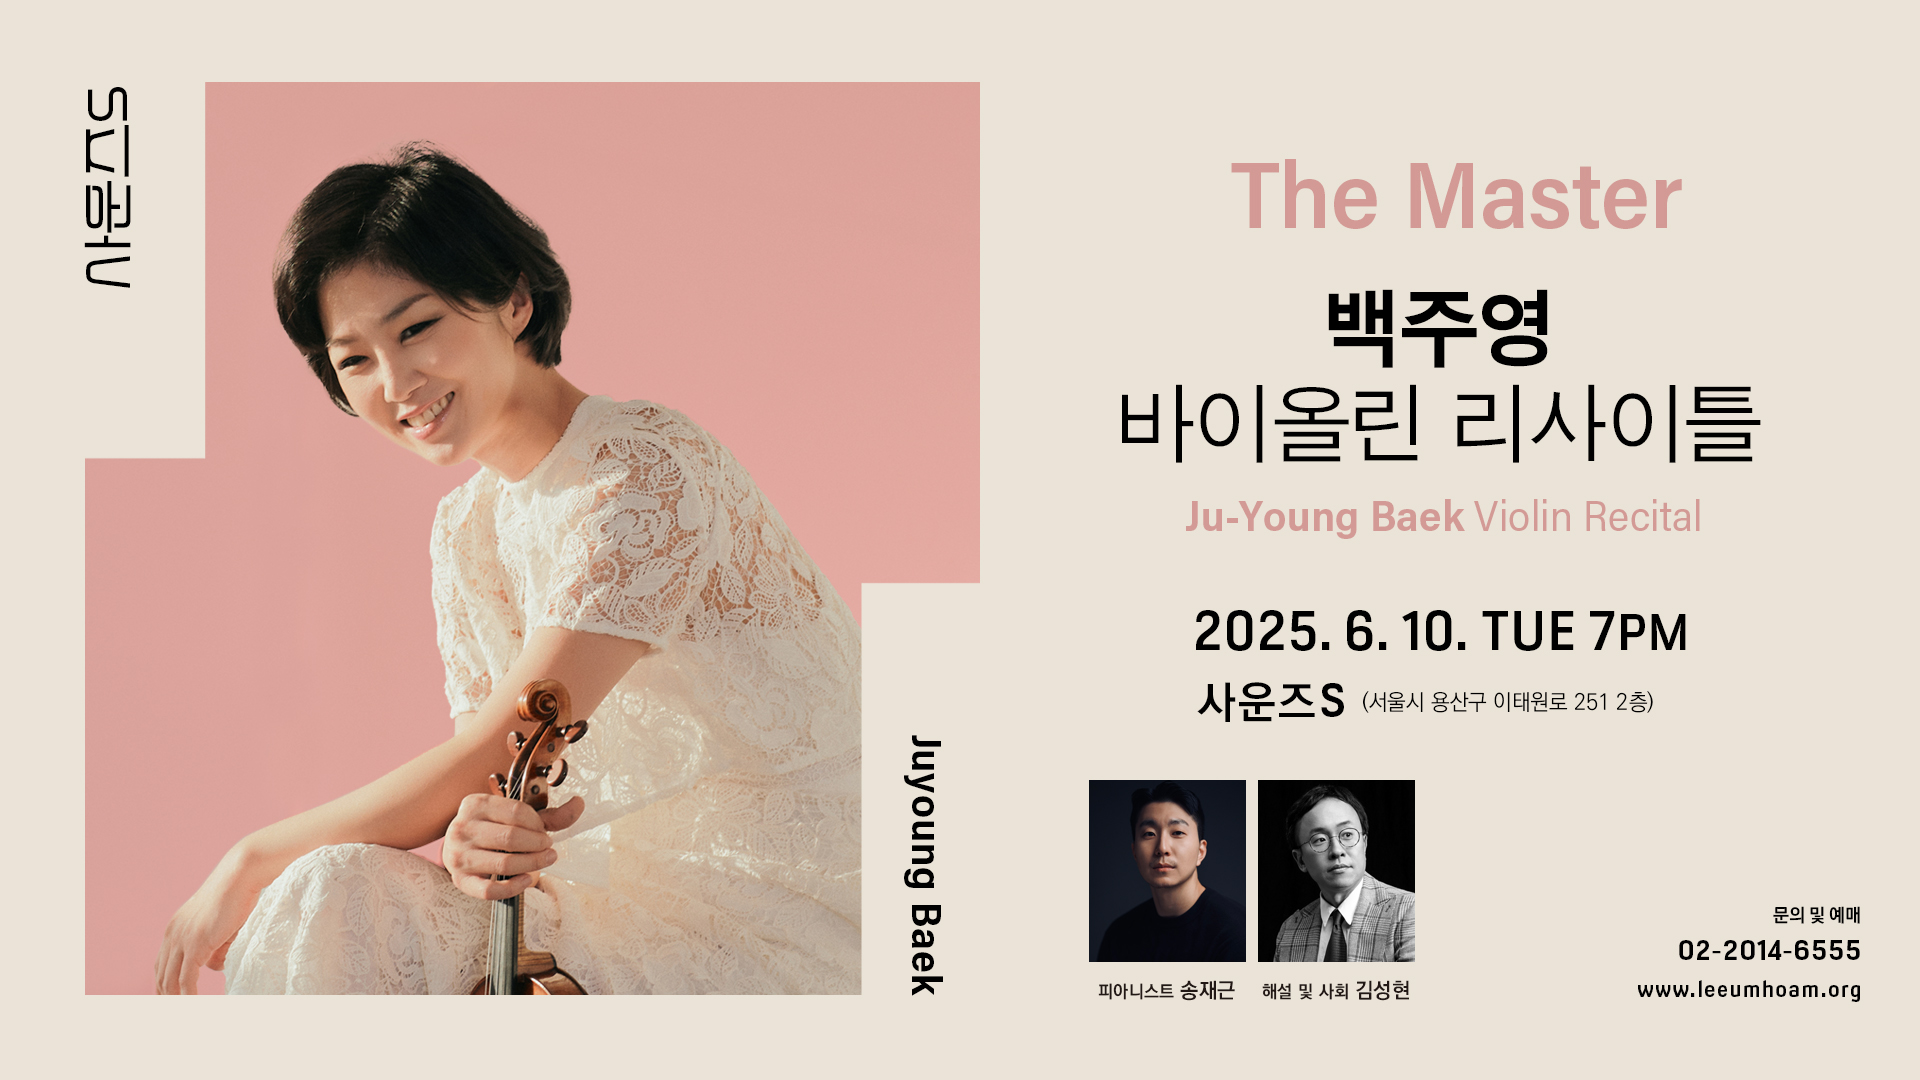 사운즈S
Juyoung Baek
The Master
백주영
바이올린 리사이틀
Ju-Young Baek Violin Recital
2025. 6. 10. TUE 7PM
사운즈S (서울시 용산구 이태원로 251 2층)
피아니스트 송재근
해설 및 사회 김성현
문의 및 예매
02-2014-6555
www.leeumhoam.org